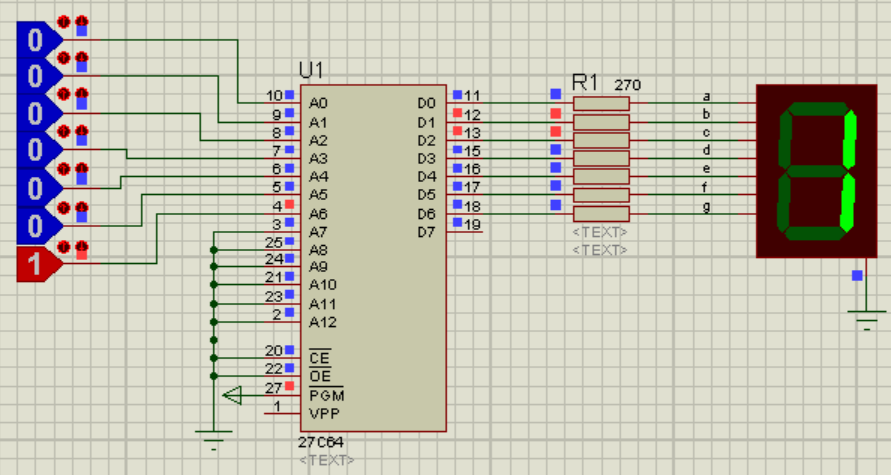 0
0
0
0
0
0
1
U1
10 A0 D0 11
9 A1 D1 12
8 A2 D2 13
7 A3 D3 15
6 A4 D4 16
5 A5 D5 17
4 A6 D6 18
3 A7 D7 19
25 A8
24 A9
21 A10
23 A11
2 A12
20 CE
22 OE
27 PGM
1 VPP
27C64
<TEXT>
R1 270
a
b
c
d
e
f
g
<TEXT>
<TEXT>
1